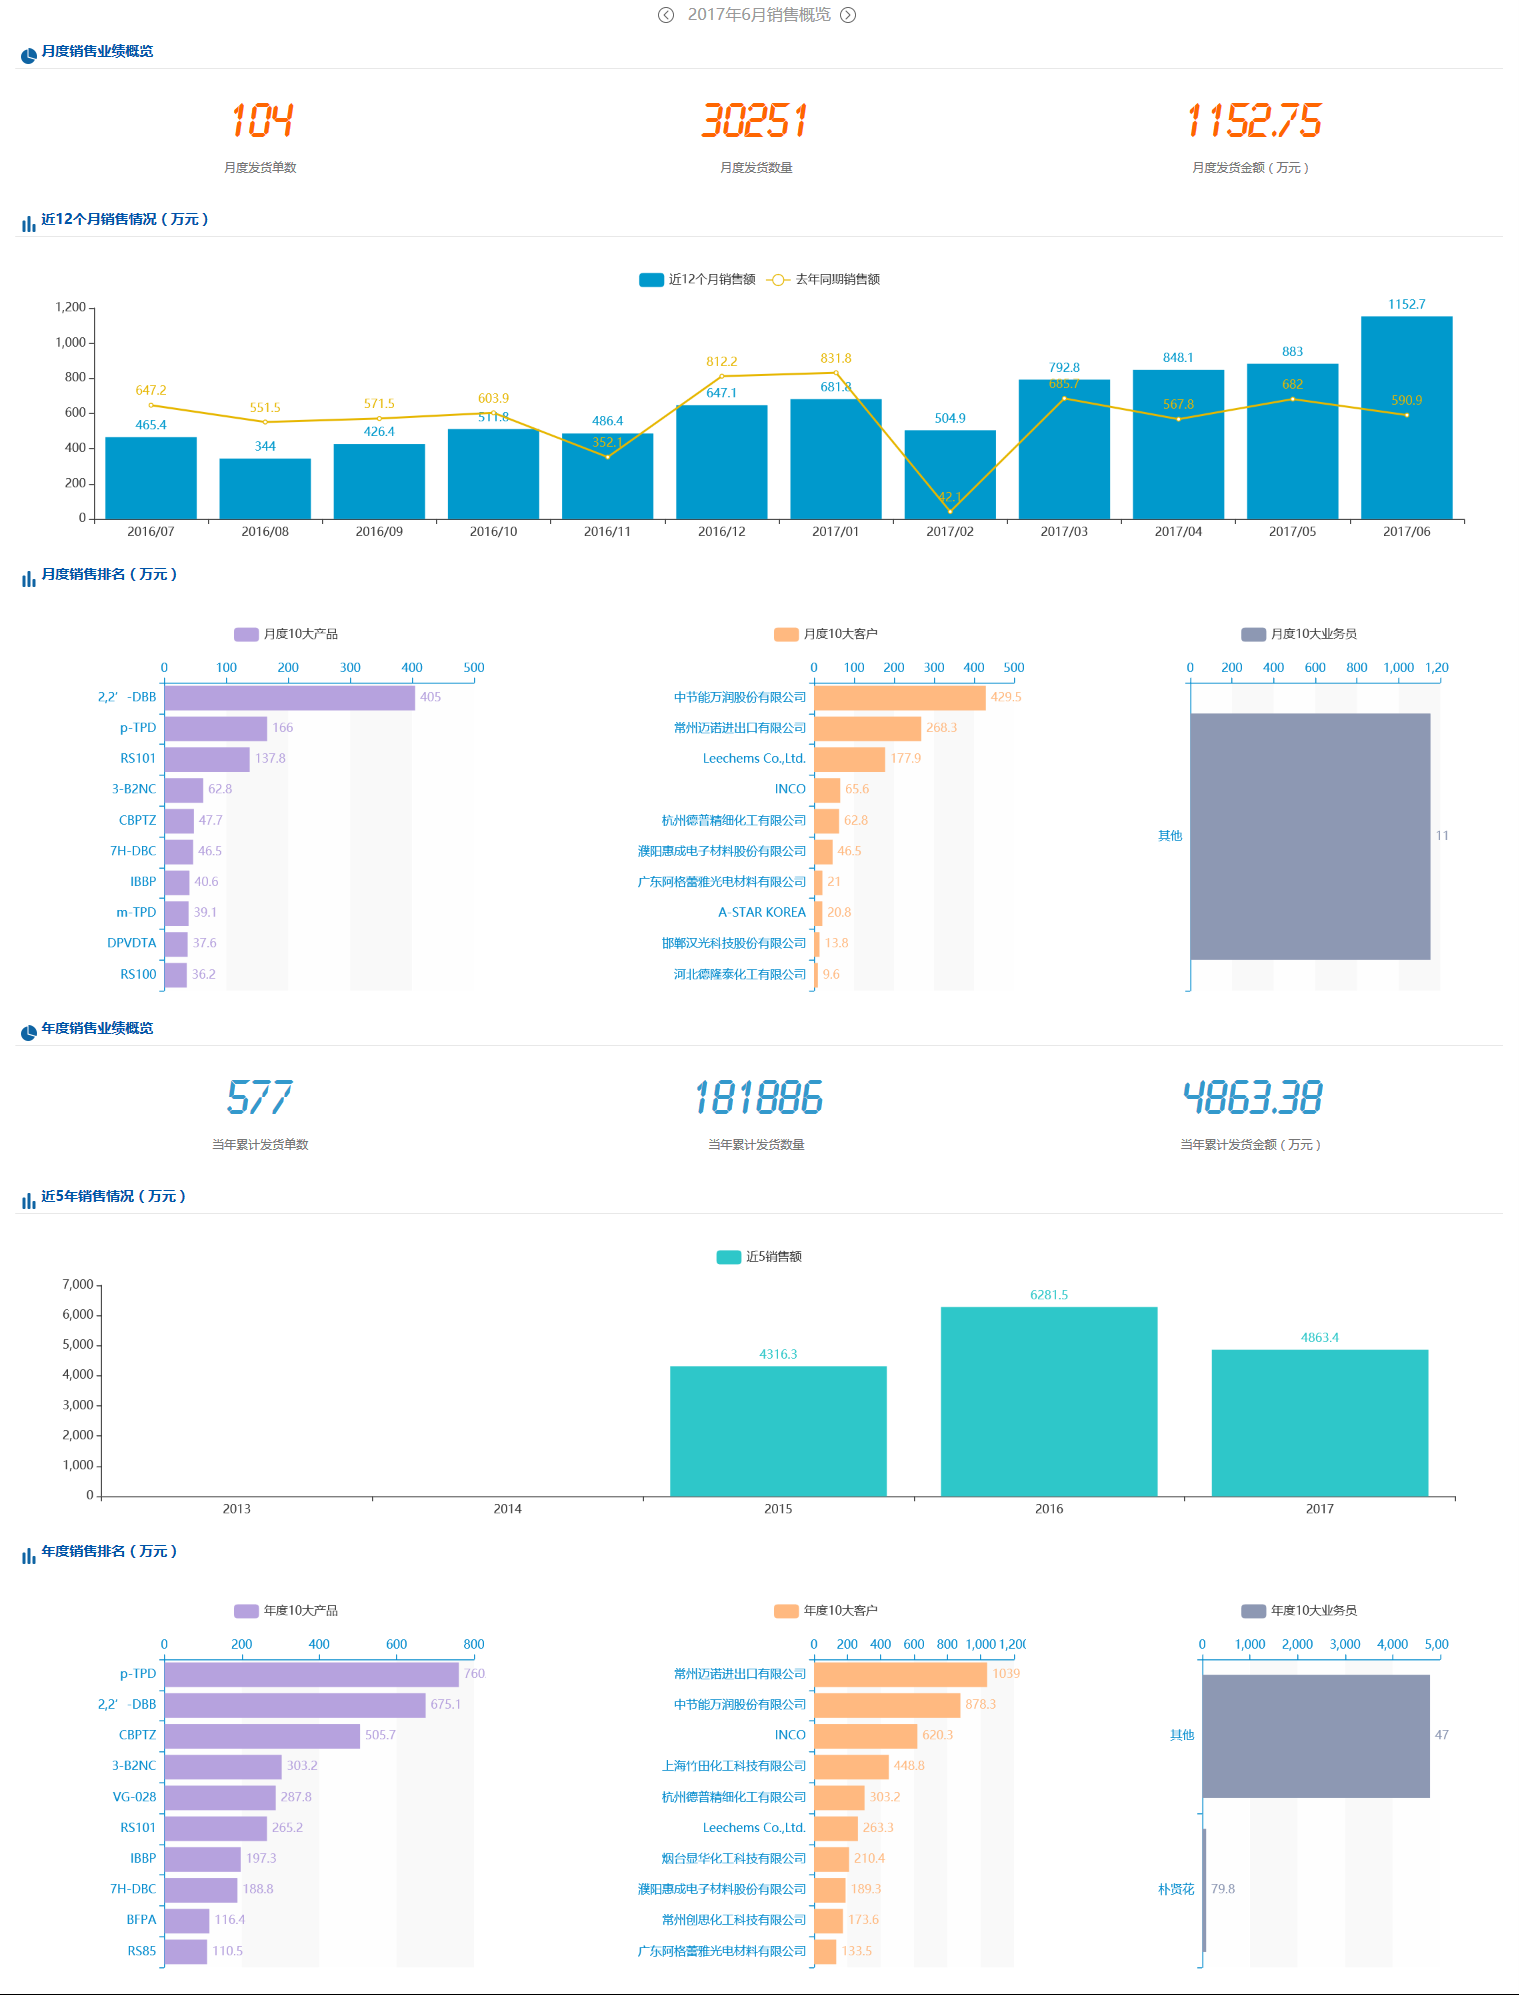 2017年6月销售概览
月度销售业绩概览
104 30251 1152.75
月度发货单数 月度发货数量 月度发货金额（万元）
近12个月销售情况（万元）
近12个月销售额 去年同期销售额
1,200
1,000
800
600
400
200
0
465.4 344 426.4 511.8 486.4 647.1 681.8 504.9 792.8 848.1 883 1152.7
647.2 551.5 571.5 603.9 352.1 812.2 831.8 42.1 685.7 567.8 682 590.9
2016/07 2016/08 2016/09 2016/10 2016/11 2016/12 2017/01 2017/02 2017/03 2017/04 2017/05 2017/06
月度销售排名（万元）
月度10大产品
0 100 200 300 400 500
2,2'-DBB 405
p-TPD 166
RS101 137.8
3-B2NC 62.8
CBPTZ 47.7
7H-DBC 46.5
IBBP 40.6
m-TPD 39.1
DPVDTA 37.6
RS100 36.2
月度10大客户
0 100 200 300 400 500
中节能万润股份有限公司 429.5
常州迈诺进出口有限公司 268.3
Leechems Co.,Ltd. 177.9
INCO 65.6
杭州德普精细化工有限公司 62.8
濮阳惠成电子材料股份有限公司 46.5
广东阿格蕾雅光电材料有限公司 21
A-STAR KOREA 20.8
邯郸汉光科技股份有限公司 13.8
河北德隆泰化工有限公司 9.6
月度10大业务员
0 200 400 600 800 1,000 1,20
其他 11
年度销售业绩概览
577 181886 4863.38
当年累计发货单数 当年累计发货数量 当年累计发货金额（万元）
近5年销售情况（万元）
近5销售额
7,000
6,000
5,000
4,000
3,000
2,000
1,000
0
4316.3 6281.5 4863.4
2013 2014 2015 2016 2017
年度销售排名（万元）
年度10大产品
0 200 400 600 800
p-TPD 760
2,2'-DBB 675.1
CBPTZ 505.7
3-B2NC 303.2
VG-028 287.8
RS101 265.2
IBBP 197.3
7H-DBC 188.8
BFPA 116.4
RS85 110.5
年度10大客户
0 200 400 600 800 1,000 1,200
常州迈诺进出口有限公司 1039
中节能万润股份有限公司 878.3
INCO 620.3
上海竹田化工科技有限公司 448.8
杭州德普精细化工有限公司 303.2
Leechems Co.,Ltd. 263.3
烟台显华化工科技有限公司 210.4
濮阳惠成电子材料股份有限公司 189.3
常州创思化工科技有限公司 173.6
广东阿格蕾雅光电材料有限公司 133.5
年度10大业务员
0 1,000 2,000 3,000 4,000 5,00
其他 47
朴贤花 79.8